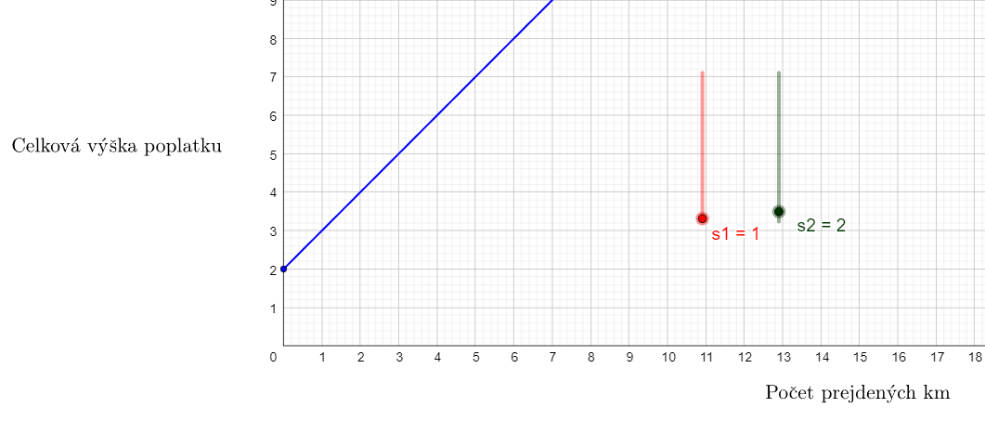 9
8
7
6
Celková výška poplatku
5
4
3
s1 = 1
s2 = 2
2
1
0 1 2 3 4 5 6 7 8 9 10 11 12 13 14 15 16 17 18
Počet prejdených km